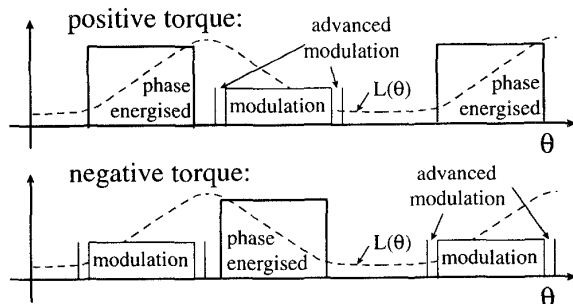 positive torque:
advanced
modulation
phase
energised
modulation
L(θ)
phase
energised
θ
negative torque:
advanced
modulation
modulation
phase
energised
L(θ)
modulation
θ